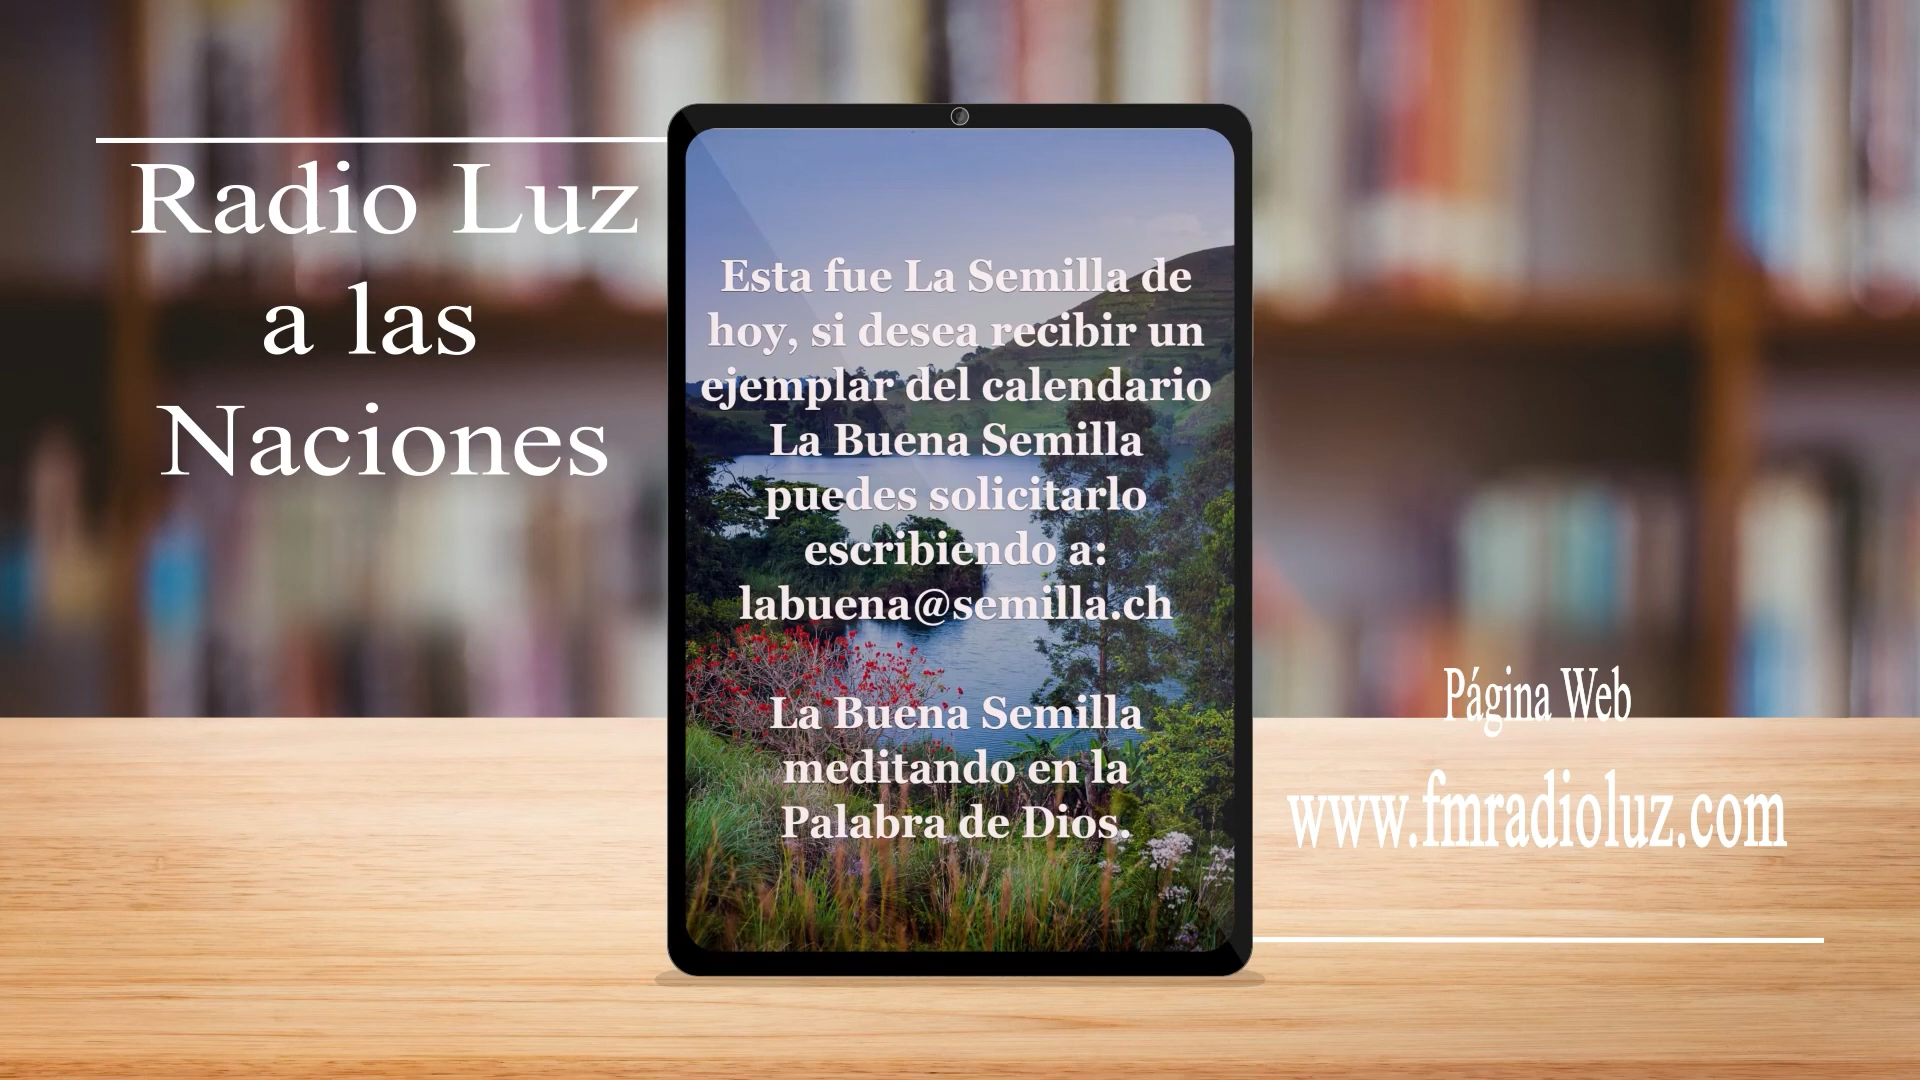 Radio Luz
a las
Naciones
Esta fue La Semilla de
hoy, si desea recibir un
ejemplar del calendario
La Buena Semilla
puedes solicitarlo
escribiendo a:
labuena@semilla.ch
La Buena Semilla
meditando en la
Palabra de Dios.
Página Web
www.fmradioluz.com